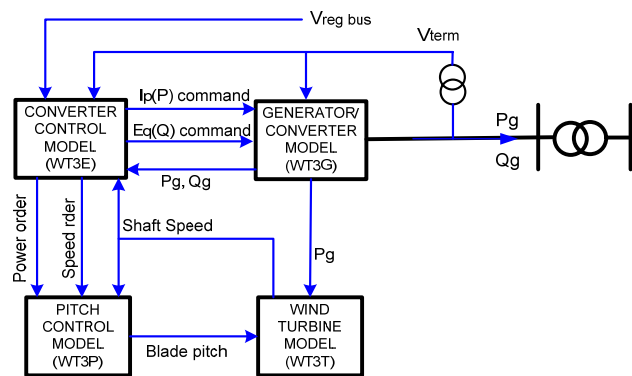 Vreg bus
Vterm
Ip(P) command
Eq(Q) command
CONVERTER
CONTROL
MODEL
(WT3E)
GENERATOR/
CONVERTER
MODEL
(WT3G)
Pg
Qg
Pg, Qg
Power order
Speed rder
Shaft Speed
Pg
PITCH
CONTROL
MODEL
(WT3P)
Blade pitch
WIND
TURBINE
MODEL
(WT3T)